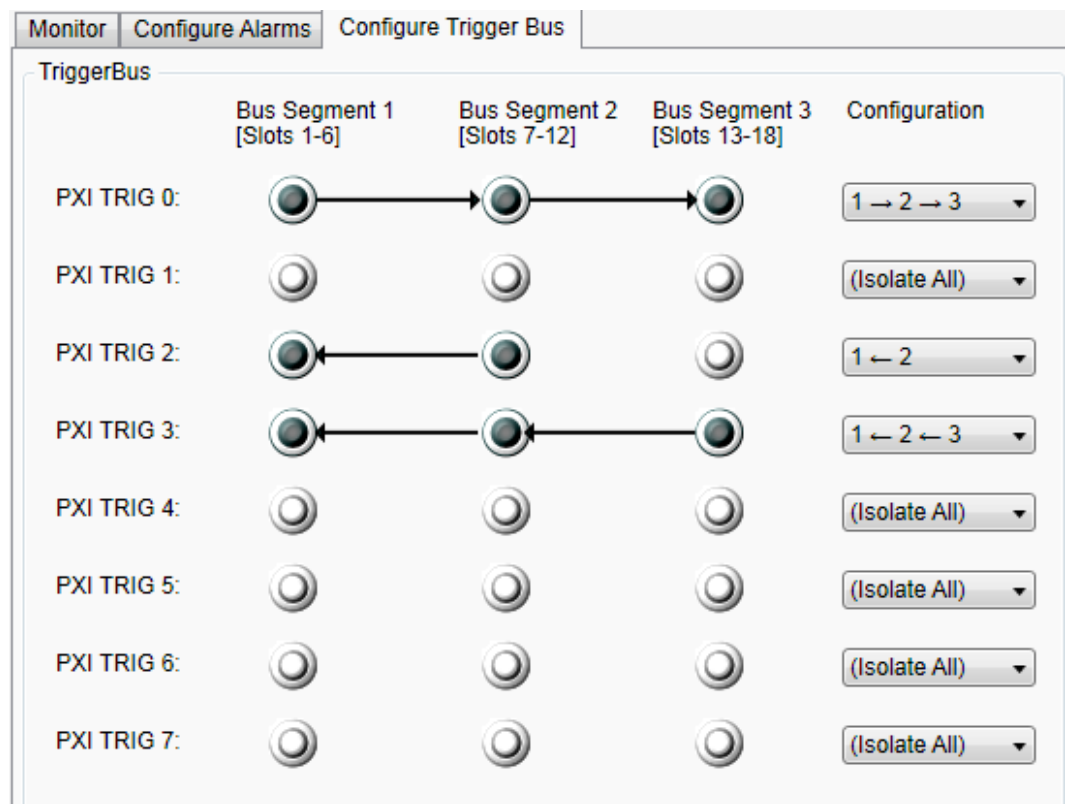 Monitor Configure Alarms Configure Trigger Bus
TriggerBus
Bus Segment 1 Bus Segment 2 Bus Segment 3 Configuration
[Slots 1-6] [Slots 7-12] [Slots 13-18]
PXI TRIG 0: 1 → 2 → 3
PXI TRIG 1: (Isolate All)
PXI TRIG 2: 1 ← 2
PXI TRIG 3: 1 ← 2 ← 3
PXI TRIG 4: (Isolate All)
PXI TRIG 5: (Isolate All)
PXI TRIG 6: (Isolate All)
PXI TRIG 7: (Isolate All)